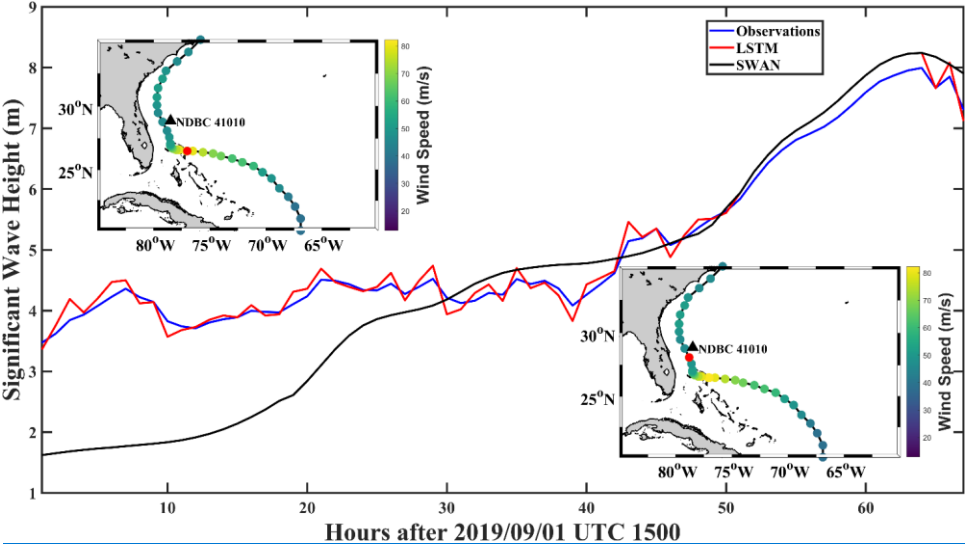 9
8
7
6
5
4
3
2
1
Significant Wave Height (m)
10
20
30
40
50
60
Hours after 2019/09/01 UTC 1500
Observations
LSTM
SWAN
30°N
25°N
80°W
75°W
70°W
65°W
NDBC 41010
80
70
60
50
40
30
20
Wind Speed (m/s)
30°N
25°N
80°W
75°W
70°W
65°W
NDBC 41010
80
70
60
50
40
30
20
Wind Speed (m/s)